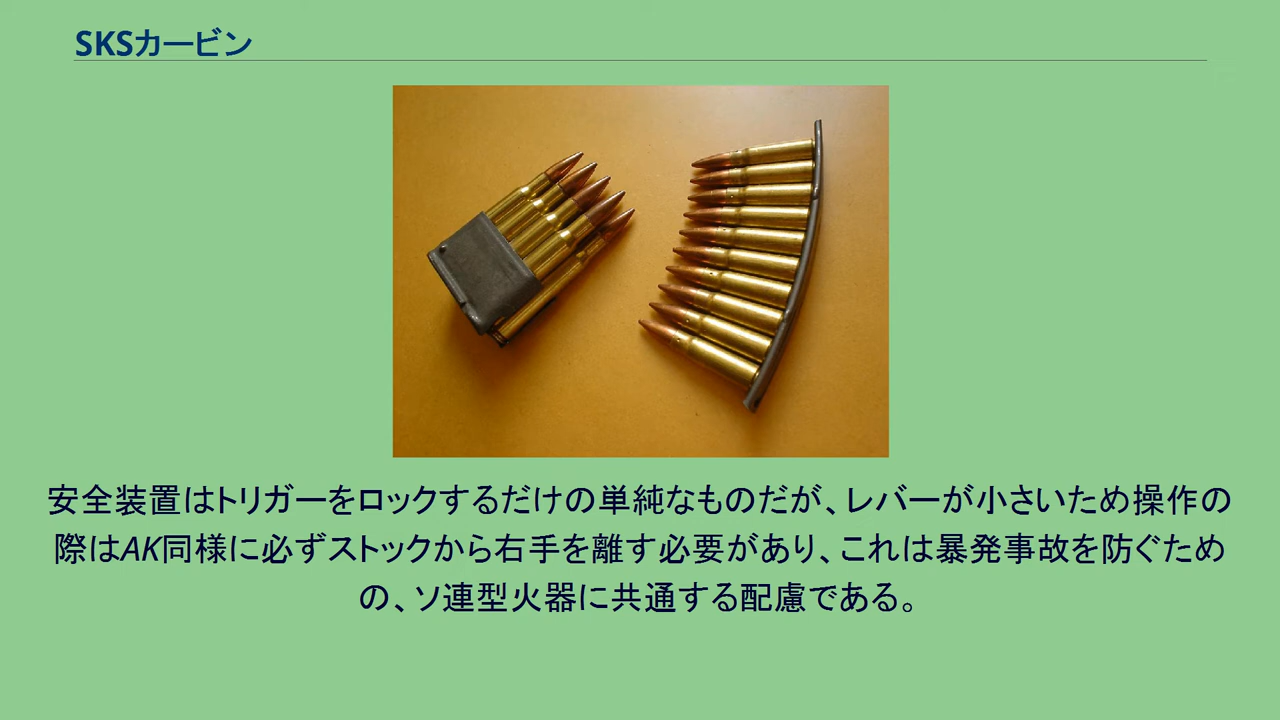 SKSカービン
安全装置はトリガーをロックするだけの単純なものだが、レバーが小さいため操作の
際はAK同様に必ずストックから右手を離す必要があり、これは暴発事故を防ぐため
の、ソ連型火器に共通する配慮である。